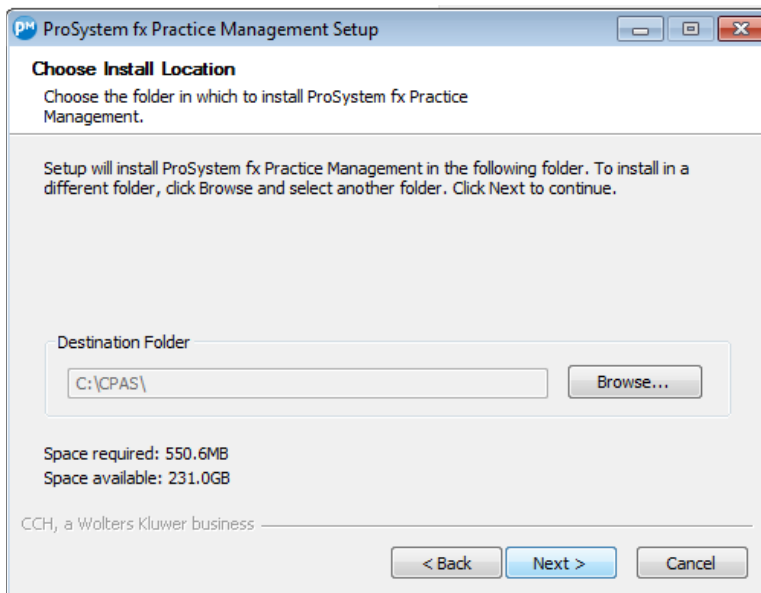 PM ProSystem fx Practice Management Setup
Choose Install Location
Choose the folder in which to install ProSystem fx Practice
Management.
Setup will install ProSystem fx Practice Management in the following folder. To install in a
different folder, click Browse and select another folder. Click Next to continue.
Destination Folder
C:\CPAS\
Browse...
Space required: 550.6MB
Space available: 231.0GB
CCH, a Wolters Kluwer business
< Back
Next >
Cancel